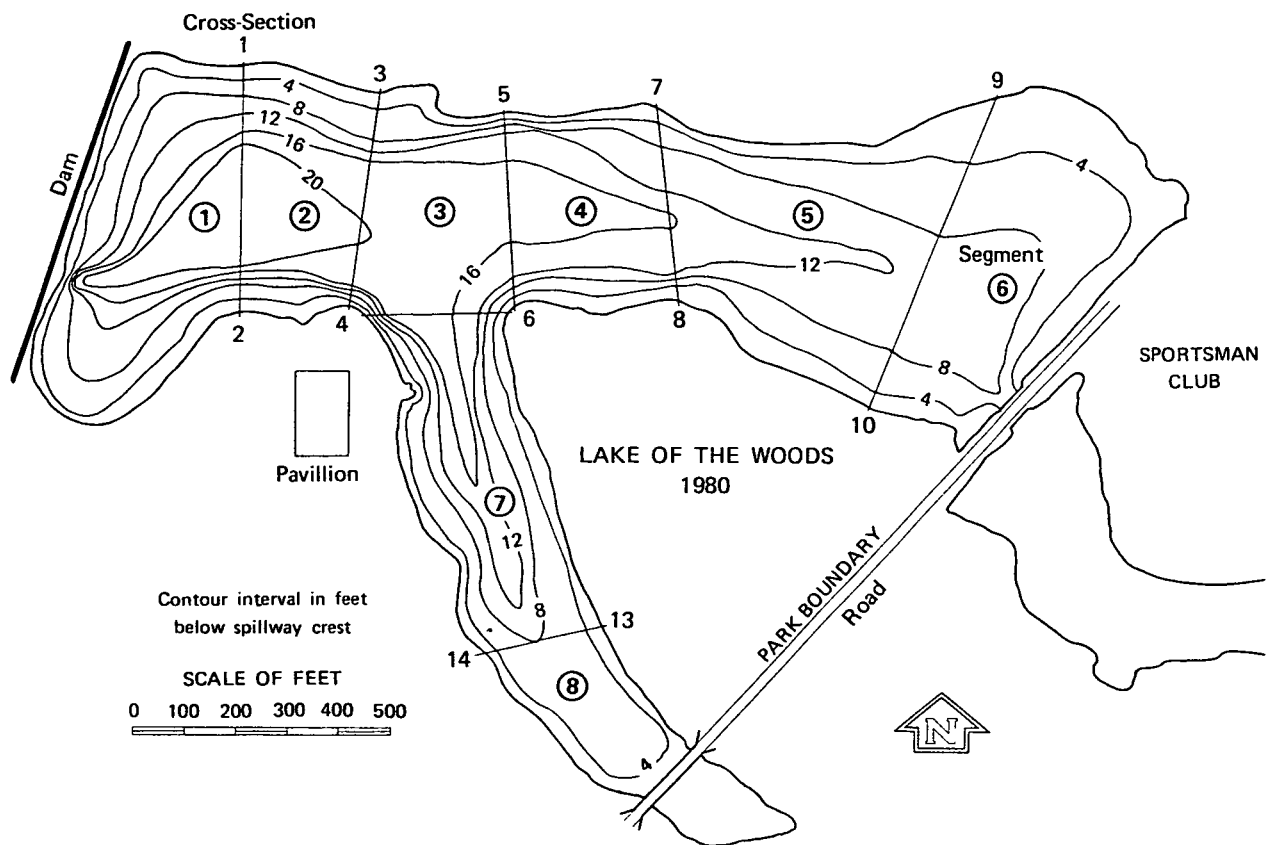 Cross-Section
1
3
5
7
9
Dam
4
8
12
16
20
4
1
2
3
4
5
Segment
6
16
12
2
4
6
8
8
4
10
SPORTSMAN
CLUB
Pavillion
LAKE OF THE WOODS
1980
7
12
8
13
14
8
4
PARK BOUNDARY
Road
Contour interval in feet
below spillway crest
SCALE OF FEET
0 100 200 300 400 500
N